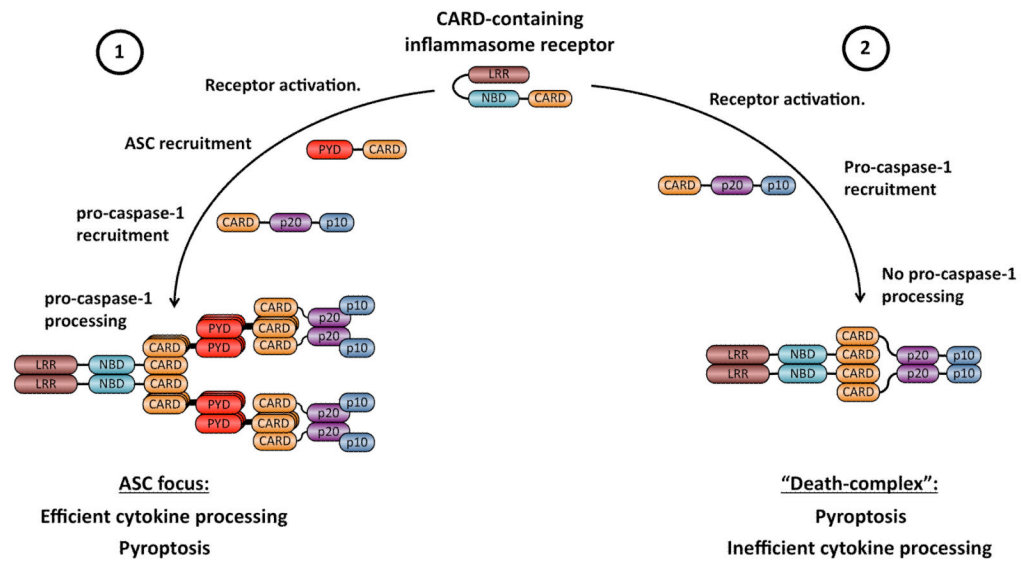 CARD-containing
inflammasome receptor
1
2
LRR
NBD CARD
Receptor activation.
Receptor activation.
ASC recruitment
PYD CARD
Pro-caspase-1
recruitment
CARD p20 p10
pro-caspase-1
recruitment
CARD p20 p10
No pro-caspase-1
processing
pro-caspase-1
processing
CARD p10
PYD CARD p20
CARD PYD CARD p20
LRR NBD CARD p10
LRR NBD CARD
CARD PYD CARD p10
PYD CARD p20
CARD p20
p10
CARD
LRR NBD CARD p20 p10
LRR NBD CARD p20 p10
CARD
ASC focus:
Efficient cytokine processing
Pyroptosis
“Death-complex”:
Pyroptosis
Inefficient cytokine processing